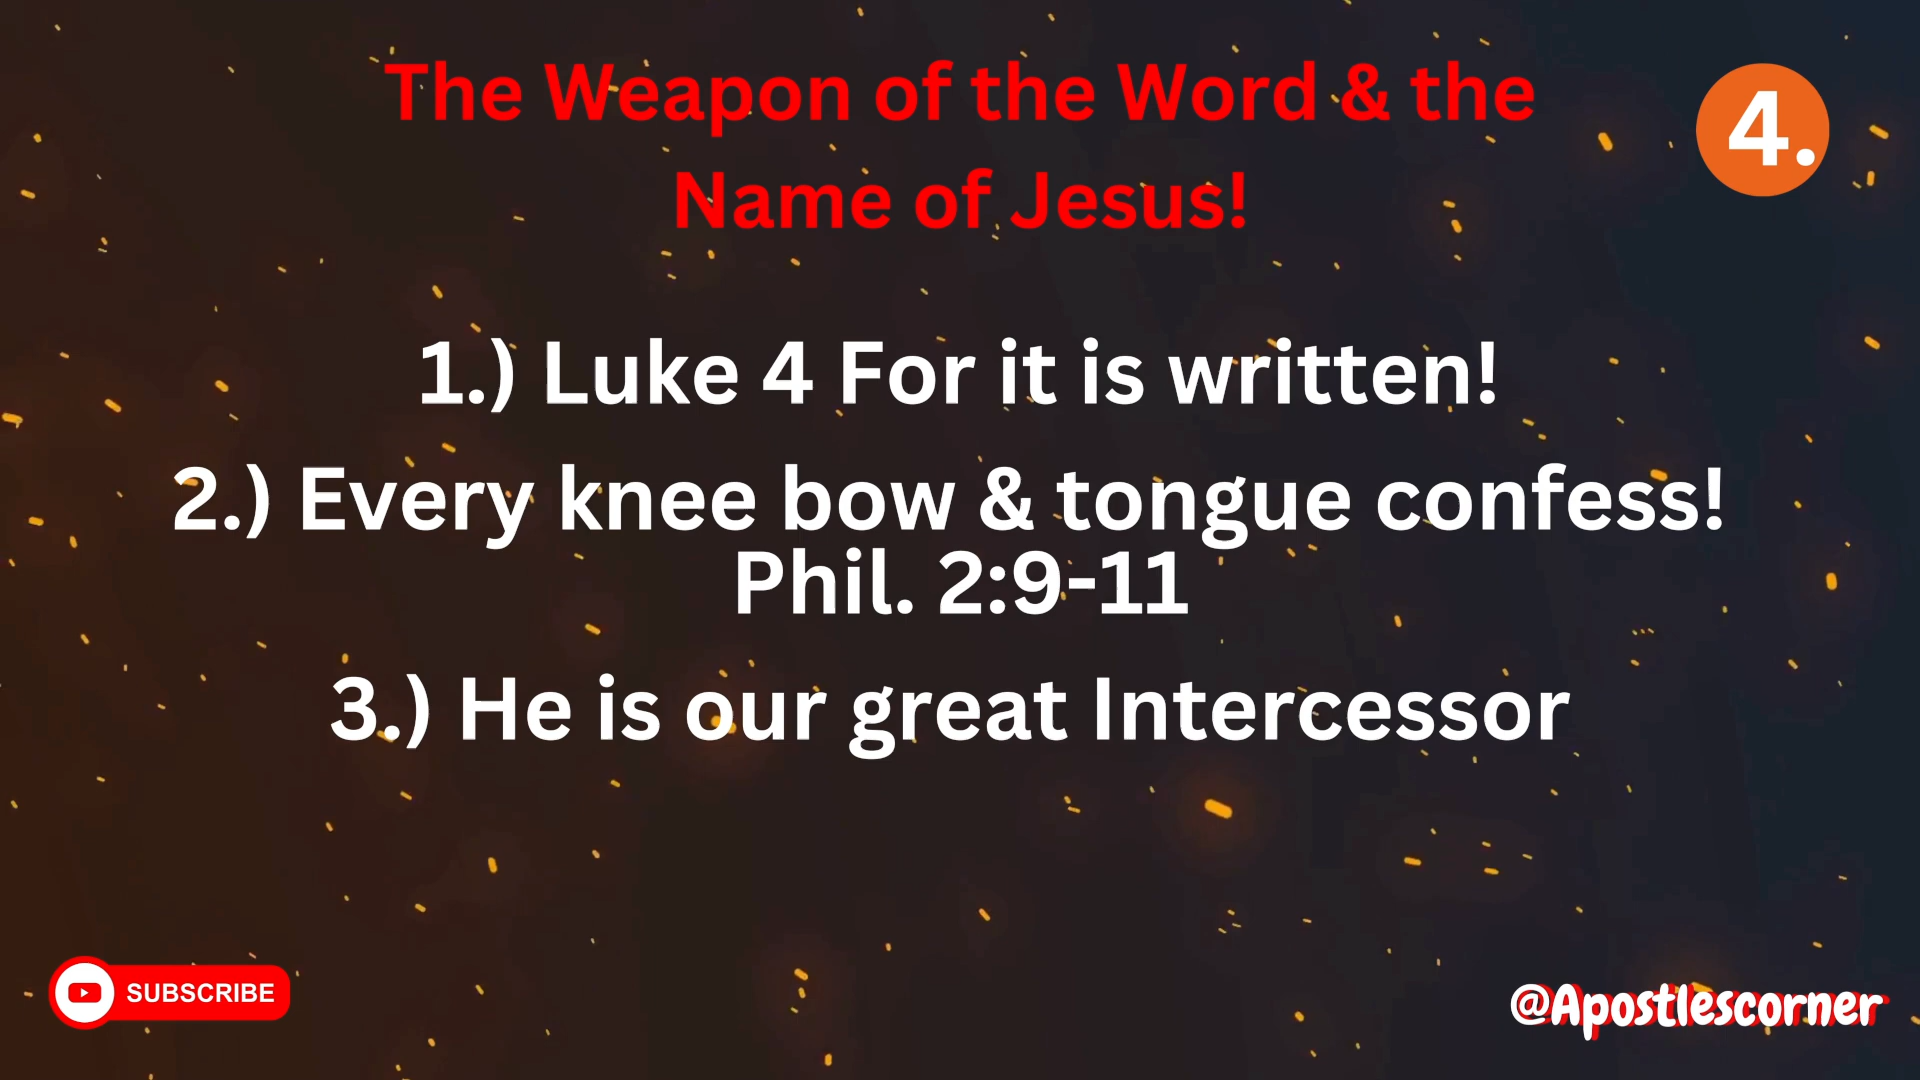 The Weapon of the Word & the
Name of Jesus!
4.
1.) Luke 4 For it is written!
2.) Every knee bow & tongue confess!
Phil. 2:9-11
3.) He is our great Intercessor
SUBSCRIBE
@Apostlescorner